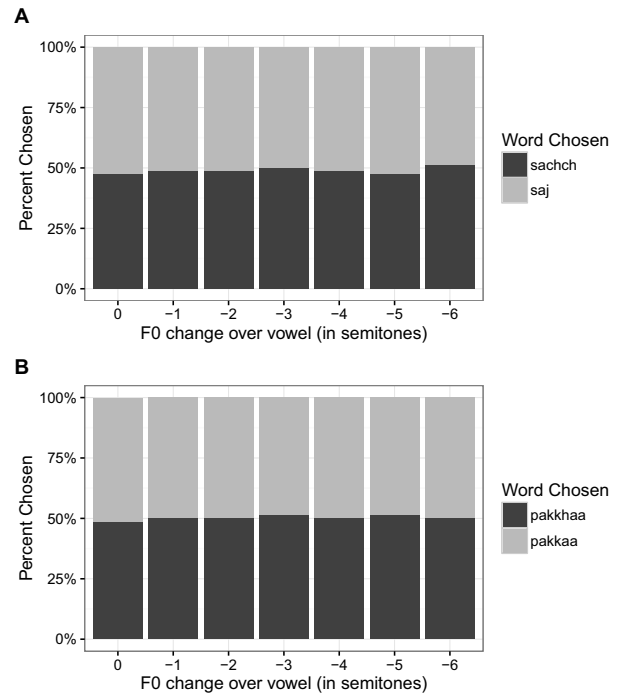 A
100%
75%
50%
25%
0%
Percent Chosen
0 −1 −2 −3 −4 −5 −6
F0 change over vowel (in semitones)
Word Chosen
sachch
saj
B
100%
75%
50%
25%
0%
Percent Chosen
0 −1 −2 −3 −4 −5 −6
F0 change over vowel (in semitones)
Word Chosen
pakkhaa
pakkaa